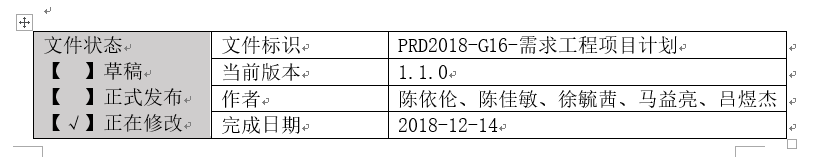 文件状态
【　】草稿
【　】正式发布
【√】正在修改
文件标识 PRD2018-G16-需求工程项目计划
当前版本 1.1.0
作者 陈依伦、陈佳敏、徐毓茜、马益亮、吕煜杰
完成日期 2018-12-14